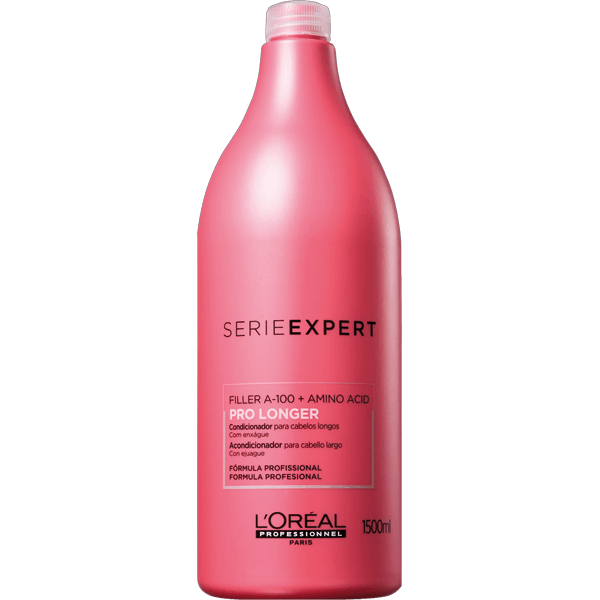 SERIEEXPERT
FILLER A-100 + AMINO ACID
PRO LONGER
Condicionador para cabelos longos
Com enxágue
Acondicionador para cabello largo
Con ejuague
FÓRMULA PROFISSIONAL
FORMULA PROFESIONAL
L'ORÉAL
PROFESSIONNEL
PARIS
1500ml